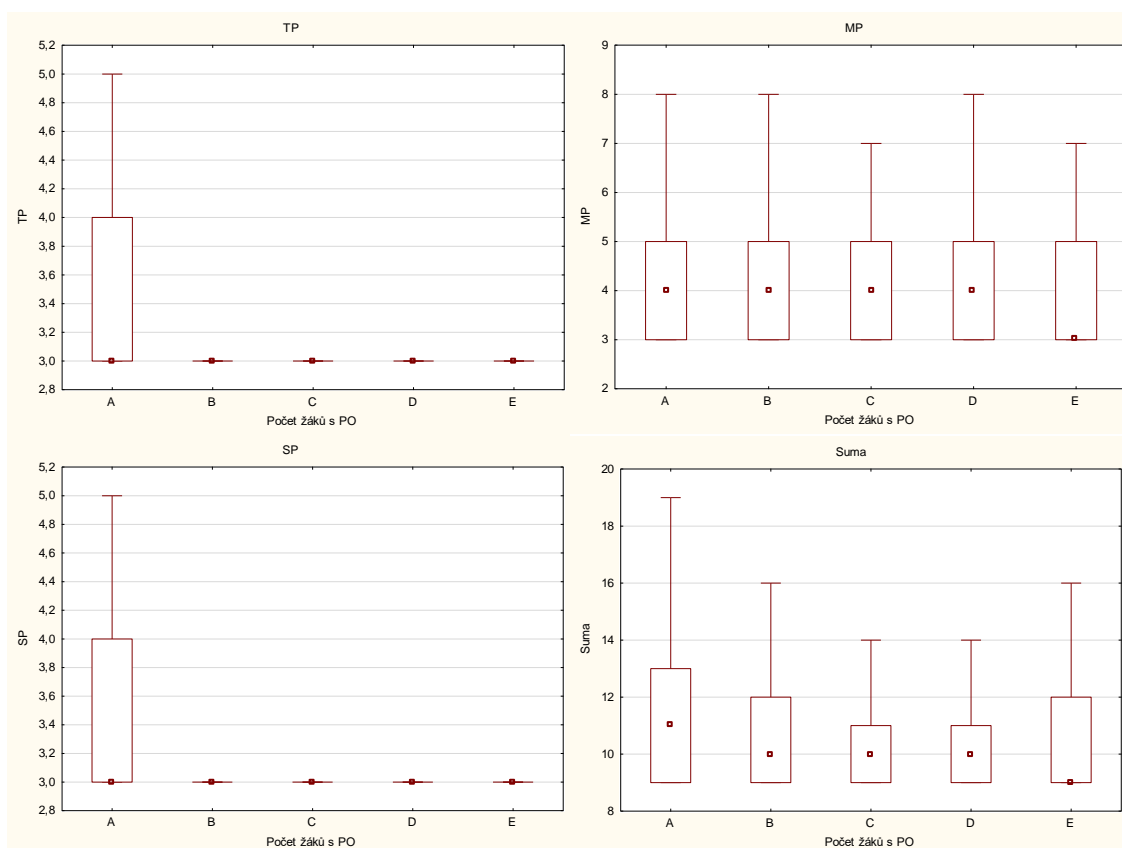 TP
5,2
5,0
4,8
4,6
4,4
4,2
4,0
3,8
3,6
3,4
3,2
3,0
2,8
TP
A B C D E
Počet žáků s PO
MP
9
8
7
6
5
4
3
2
MP
A B C D E
Počet žáků s PO
SP
5,2
5,0
4,8
4,6
4,4
4,2
4,0
3,8
3,6
3,4
3,2
3,0
2,8
SP
A B C D E
Počet žáků s PO
Suma
20
18
16
14
12
10
8
Suma
A B C D E
Počet žáků s PO